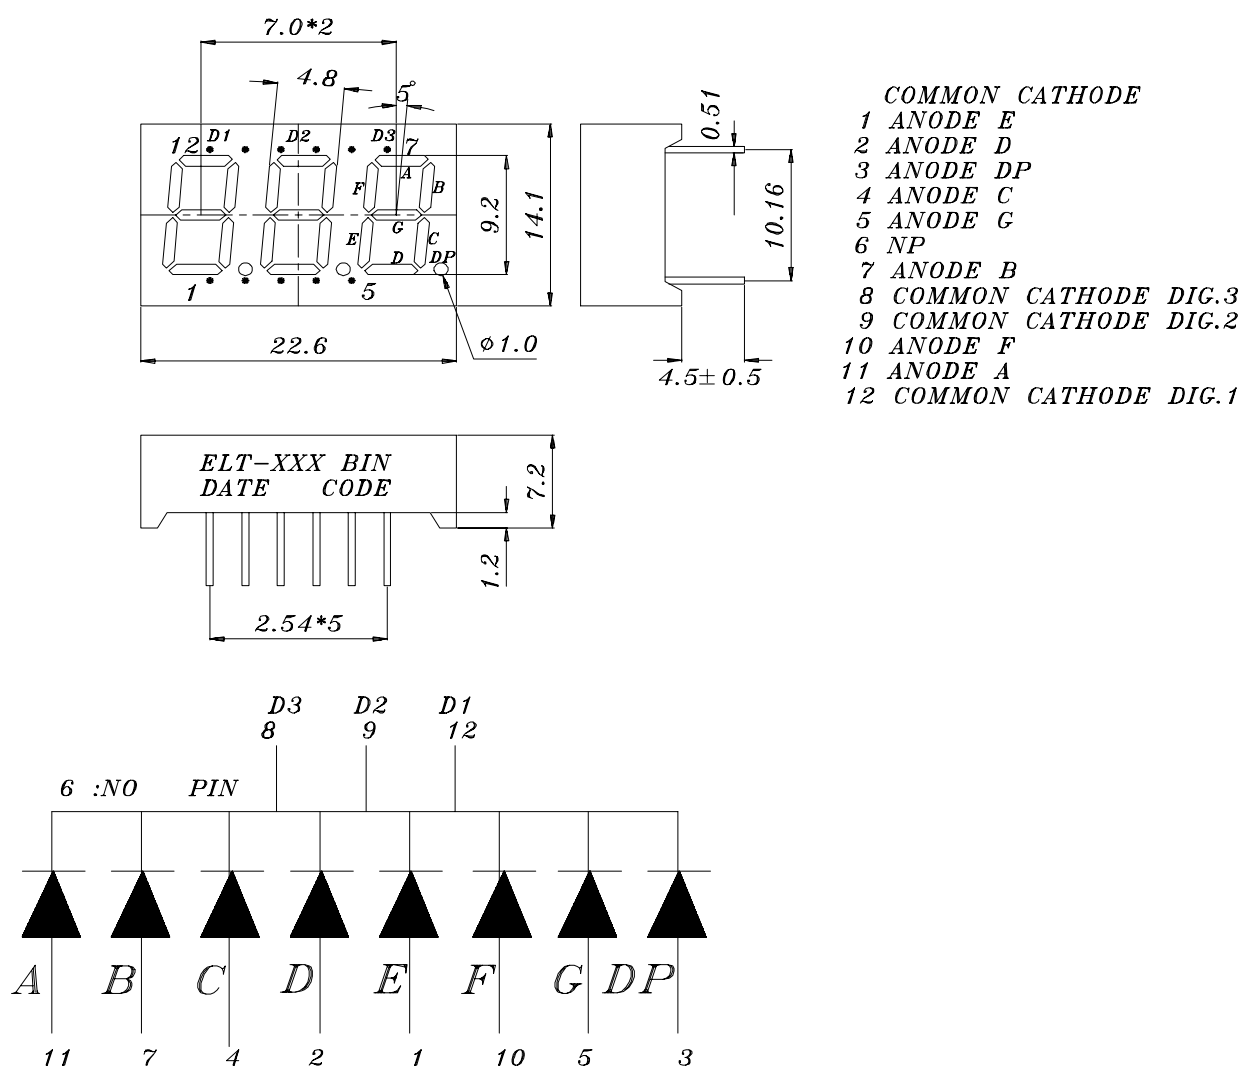 7.0*2
4.8
5°
12 D1 D2 D3 7
A
F B
G
E C
D DP
1 5
9.2
14.1
22.6
ø1.0
0.51
10.16
4.5±0.5
COMMON CATHODE
1 ANODE E
2 ANODE D
3 ANODE DP
4 ANODE C
5 ANODE G
6 NP
7 ANODE B
8 COMMON CATHODE DIG.3
9 COMMON CATHODE DIG.2
10 ANODE F
11 ANODE A
12 COMMON CATHODE DIG.1
ELT-XXX BIN
DATE CODE
7.2
1.2
2.54*5
D3 D2 D1
8 9 12
6 :NO PIN
A B C D E F G DP
11 7 4 2 1 10 5 3